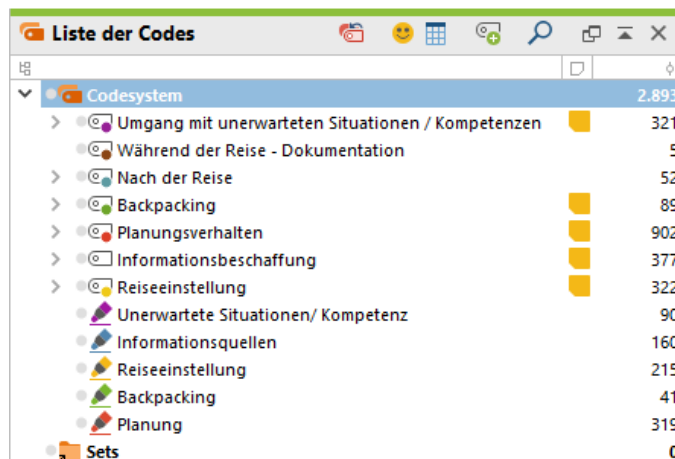 Liste der Codes
Codesystem 2.893
Umgang mit unerwarteten Situationen / Kompetenzen 321
Während der Reise - Dokumentation 5
Nach der Reise 52
Backpacking 89
Planungsverhalten 902
Informationsbeschaffung 377
Reiseeinstellung 322
Unerwartete Situationen/ Kompetenz 90
Informationsquellen 160
Reiseeinstellung 215
Backpacking 41
Planung 319
Sets 0